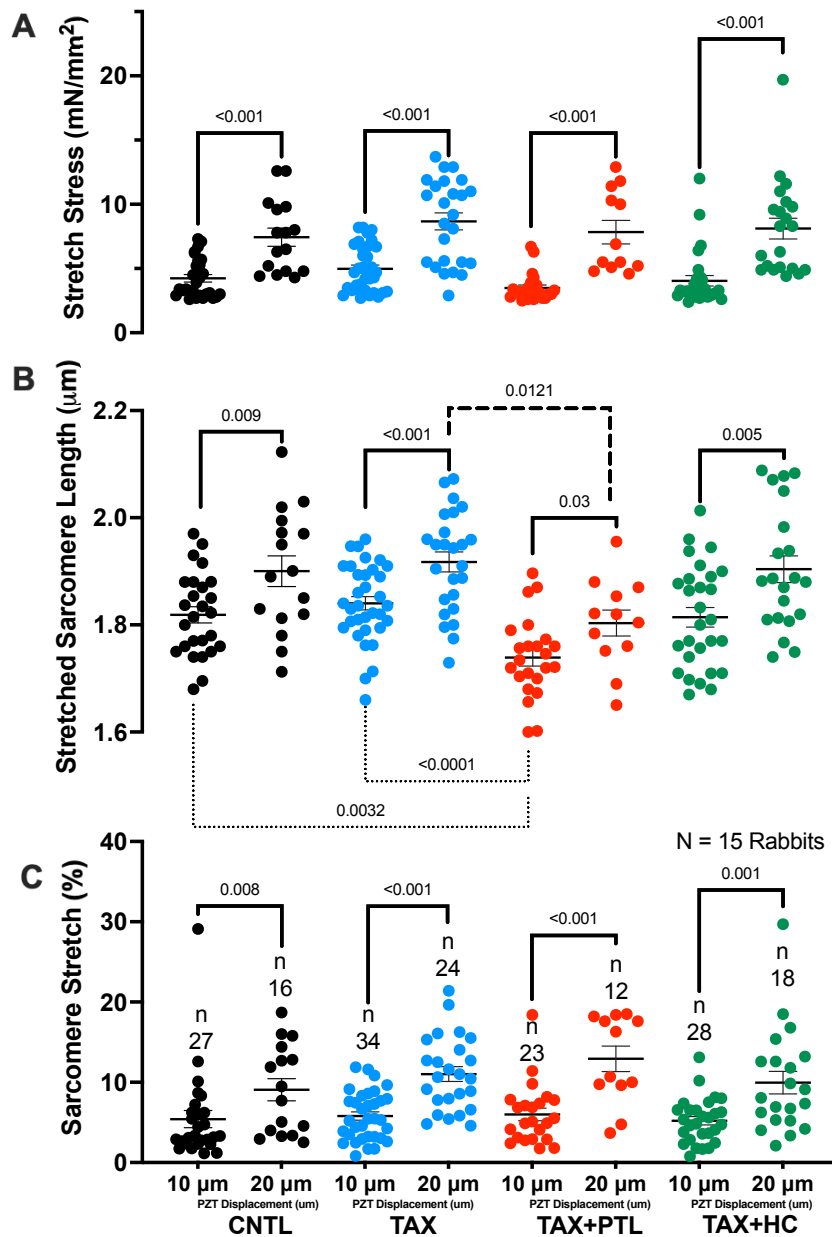 A
Stretch Stress (mN/mm²)
20
10
0
<0.001
<0.001
<0.001
<0.001
B
Stretched Sarcomere Length (μm)
2.2
2.0
1.8
1.6
0.009
<0.001
0.0121
0.03
0.005
<0.0001
0.0032
C
Sarcomere Stretch (%)
40
30
20
10
0
N = 15 Rabbits
0.008
<0.001
<0.001
0.001
n
27
n
16
n
34
n
24
n
23
n
12
n
28
n
18
10 μm 20 μm 10 μm 20 μm 10 μm 20 μm 10 μm 20 μm
PZT Displacement (um) PZT Displacement (um) PZT Displacement (um) PZT Displacement (um)
CNTL TAX TAX+PTL TAX+HC